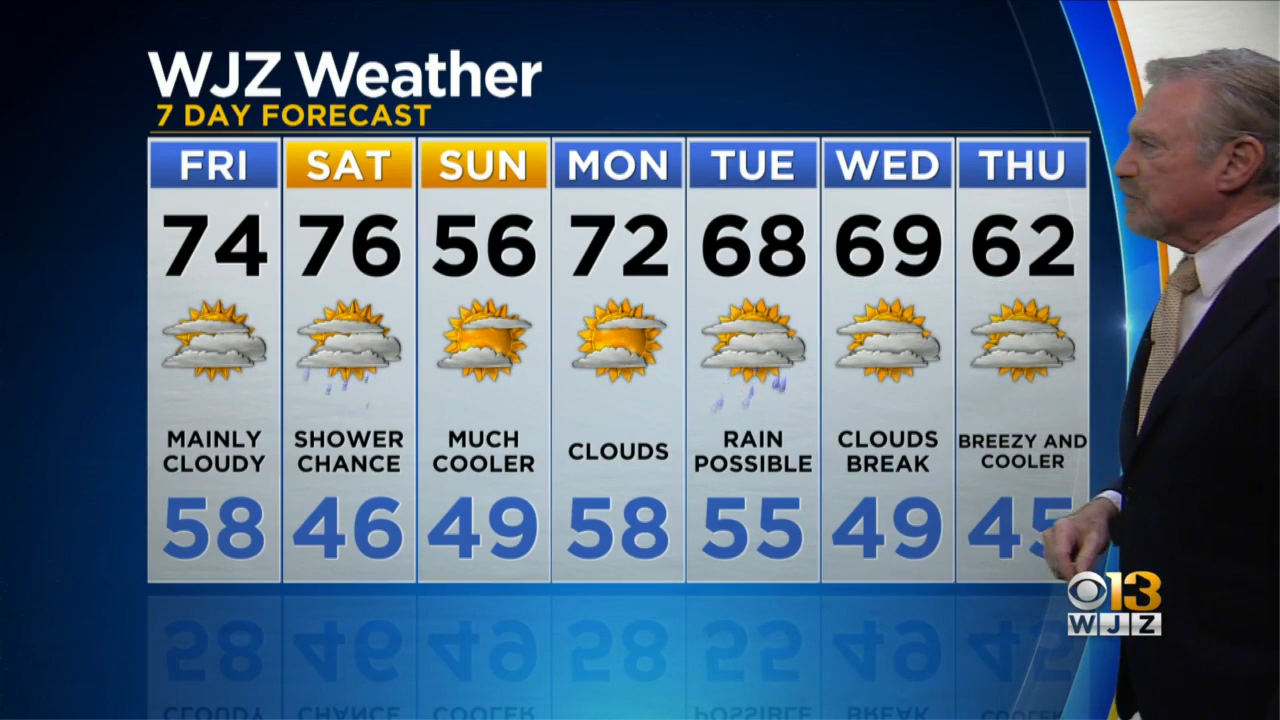 WJZ Weather
7 DAY FORECAST
FRI SAT SUN MON TUE WED THU
74 76 56 72 68 69 62
MAINLY CLOUDY
SHOWER CHANCE
MUCH COOLER
CLOUDS
RAIN POSSIBLE
CLOUDS BREAK
BREEZY AND COOLER
58 46 49 58 55 49 45
13
WJZ